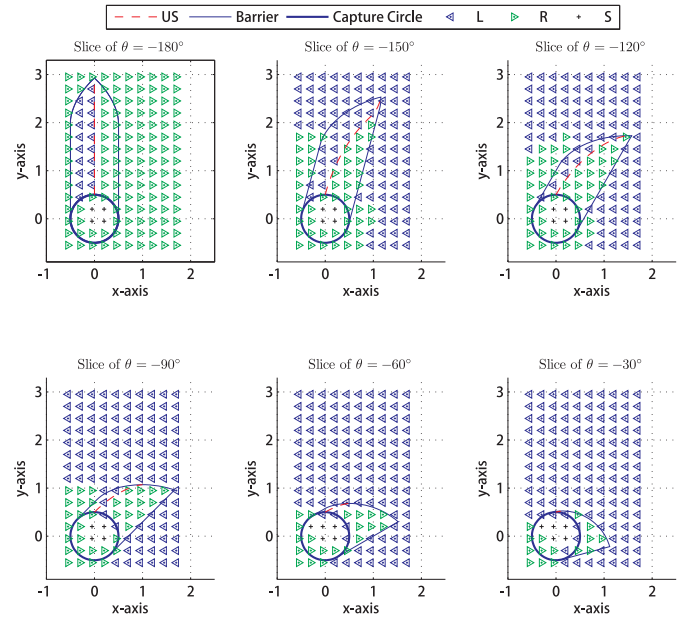 US Barrier Capture Circle L R S
Slice of θ = −180°
Slice of θ = −150°
Slice of θ = −120°
3
2
1
0
y-axis
-1 0 1 2
x-axis
3
2
1
0
y-axis
-1 0 1 2
x-axis
3
2
1
0
y-axis
-1 0 1 2
x-axis
Slice of θ = −90°
Slice of θ = −60°
Slice of θ = −30°
3
2
1
0
y-axis
-1 0 1 2
x-axis
3
2
1
0
y-axis
-1 0 1 2
x-axis
3
2
1
0
y-axis
-1 0 1 2
x-axis